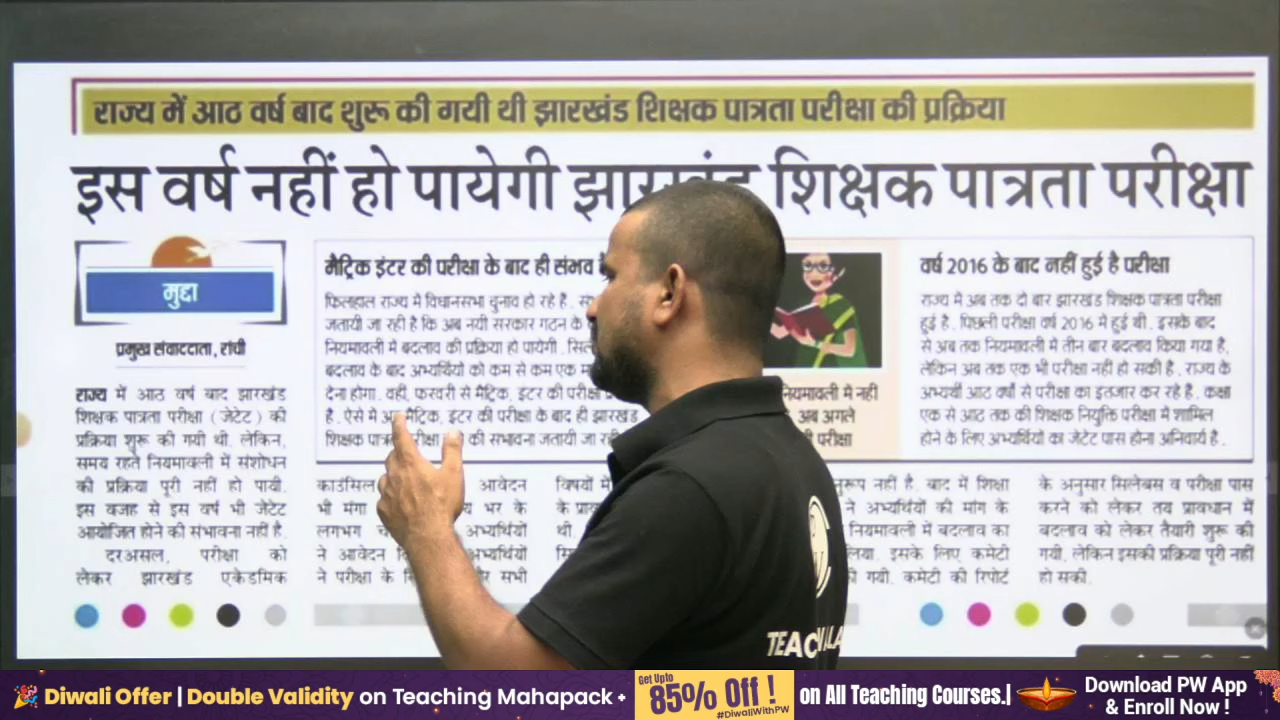 राज्य में आठ वर्ष बाद शुरू की गयी थी झारखंड शिक्षक पात्रता परीक्षा की प्रक्रिया
इस वर्ष नहीं हो पायेगी झारखंड शिक्षक पात्रता परीक्षा
मुद्दा
प्रमुख संवाददाता, रांची
राज्य में आठ वर्ष बाद झारखंड
शिक्षक पात्रता परीक्षा (जेटेट) की
प्रक्रिया शुरू की गयी थी. लेकिन,
समय रहते नियमावली में संशोधन
की प्रक्रिया पूरी नहीं हो पायी.
इस वजह से इस वर्ष भी जेटेट
आयोजित होने की संभावना नहीं है.
दरअसल, परीक्षा को
लेकर झारखंड एकेडमिक
मैट्रिक इंटर की परीक्षा के बाद ही संभव
फिलहाल राज्य में विधानसभा चुनाव हो रहे हैं.
जतायी जा रही है कि अब नयी सरकार गठन के
नियमावली में बदलाव की प्रक्रिया हो पायेगी.
बदलाव के बाद अभ्यर्थियों को कम से कम एक
देना होगा. वहीं, फरवरी से मैट्रिक, इंटर की परीक्षा
है. ऐसे में अब मैट्रिक, इंटर की परीक्षा के बाद ही झारखंड
शिक्षक की संभावना जतायी जा
नियमावली में नहीं
अब अगले
परीक्षा
वर्ष 2016 के बाद नहीं हुई है परीक्षा
राज्य में अब तक दो बार झारखंड शिक्षक पात्रता परीक्षा
हुई है. पिछली परीक्षा वर्ष 2016 में हुई थी. इसके बाद
से अब तक नियमावली में तीन बार बदलाव किया गया है,
लेकिन अब तक एक भी परीक्षा नहीं हो सकी है. राज्य के
अभ्यर्थी आठ वर्षों से परीक्षा का इंतजार कर रहे हैं. कक्षा
एक से आठ तक की शिक्षक नियुक्ति परीक्षा में शामिल
होने के लिए अभ्यर्थियों का जेटेट पास होना अनिवार्य है.
काउंसिल आवेदन
भी मंगा भर के
लगभग अभ्यर्थियों
ने आवेदन अभ्यर्थियों
ने परीक्षा के सभी
विषयों में
के
थी.
नहीं है. बाद में शिक्षा
ने अभ्यर्थियों की मांग के
नियमावली में बदलाव का
लिया. इसके लिए कमेटी
गयी. कमेटी की रिपोर्ट
के अनुसार सिलेबस व परीक्षा पास
करने को लेकर तय प्रावधान में
बदलाव को लेकर तैयारी शुरू की
गयी. लेकिन इसकी प्रक्रिया पूरी नहीं
हो सकी.
Diwali Offer | Double Validity on Teaching Mahapack +
Get Upto
85% Off !
#DiwaliWithPW
on All Teaching Courses.|
Download PW App
& Enroll Now !